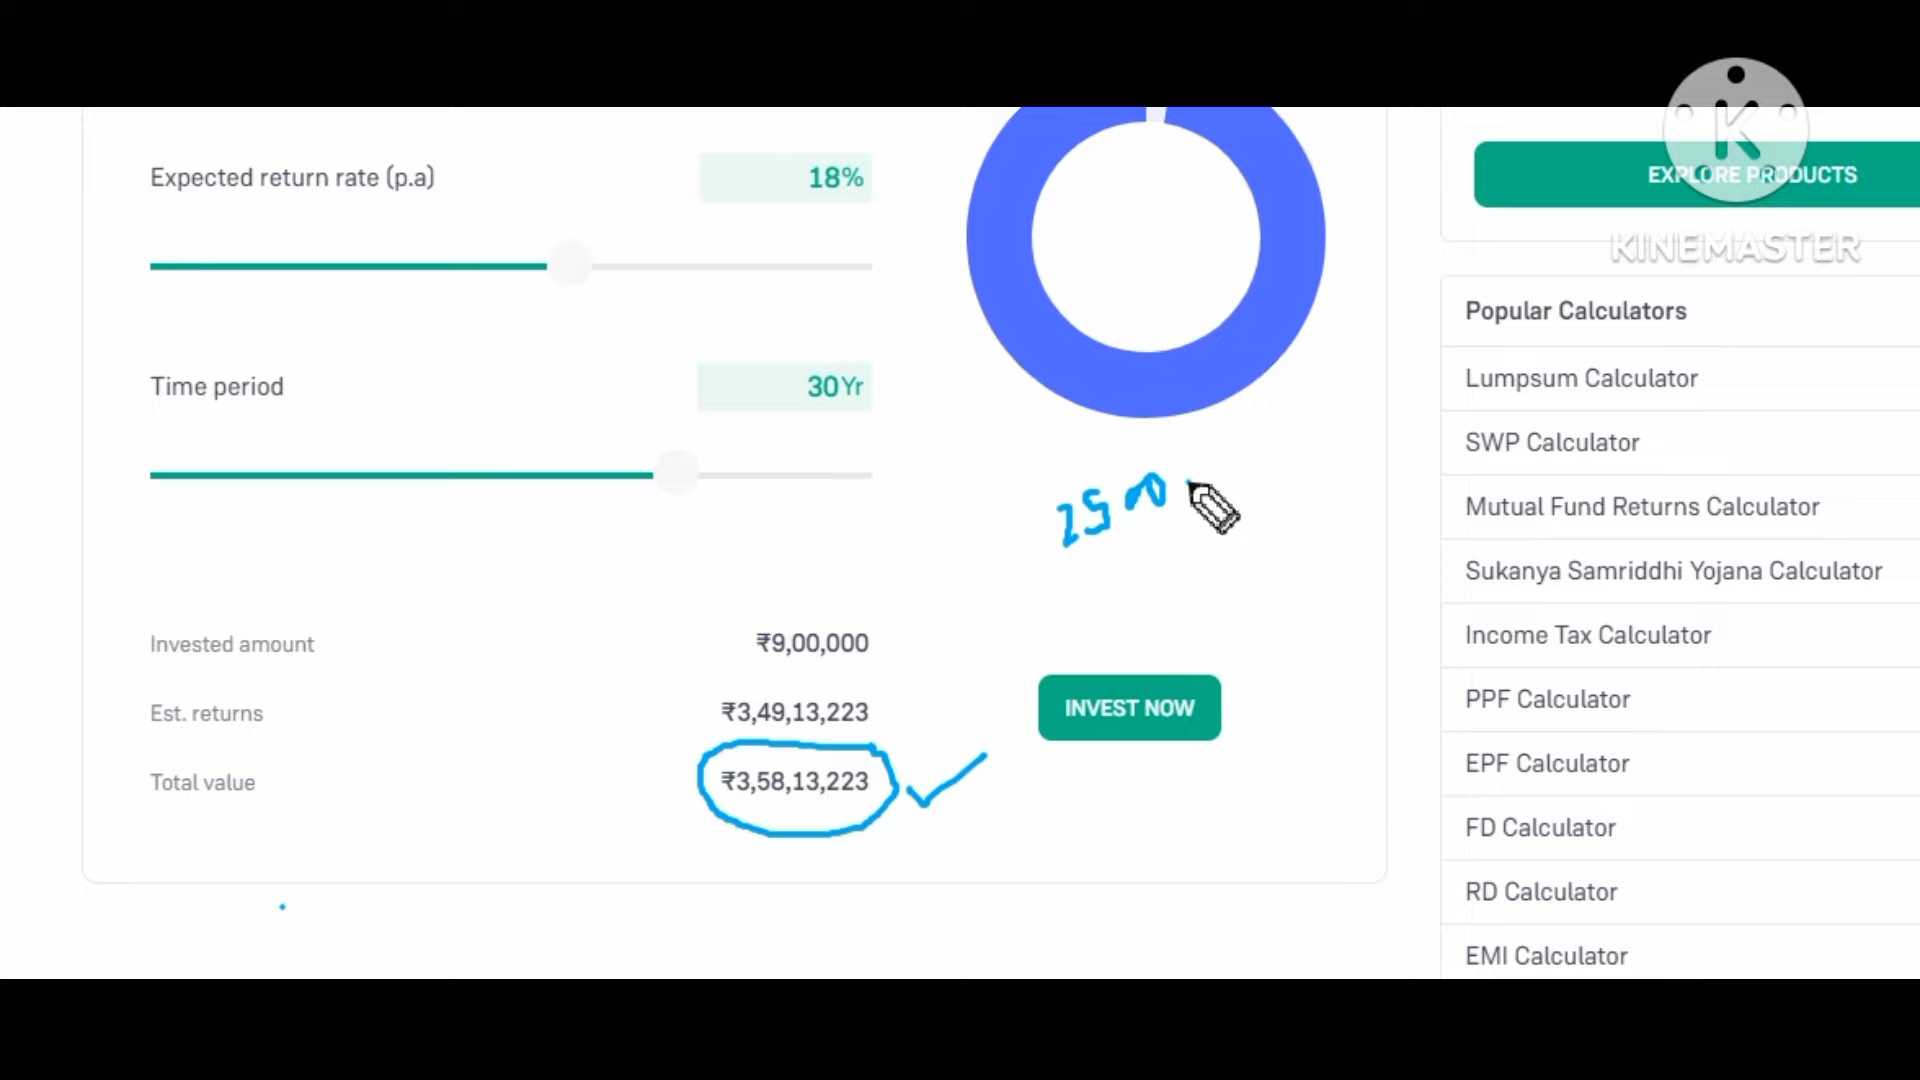 Expected return rate (p.a)
18%
Time period
30 Yr
2500
Invested amount
₹9,00,000
Est. returns
₹3,49,13,223
Total value
₹3,58,13,223
INVEST NOW
K
KINEMASTER
EXPLORE PRODUCTS
Popular Calculators
Lumpsum Calculator
SWP Calculator
Mutual Fund Returns Calculator
Sukanya Samriddhi Yojana Calculator
Income Tax Calculator
PPF Calculator
EPF Calculator
FD Calculator
RD Calculator
EMI Calculator